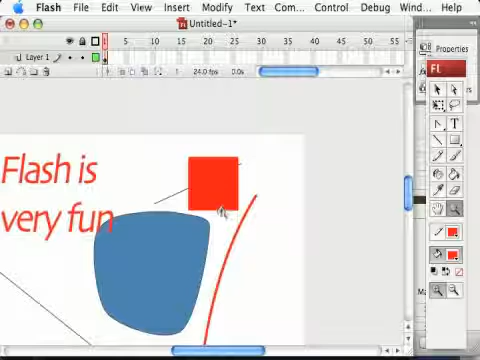 Flash File Edit View Insert Modify Text Com... Control Debug Wind... Help
Untitled-1*
5 10 15 20 25 30 35 40 45 50 55
Layer 1
24.0 fps 0.0s
Properties
FL
Flash is
very fun